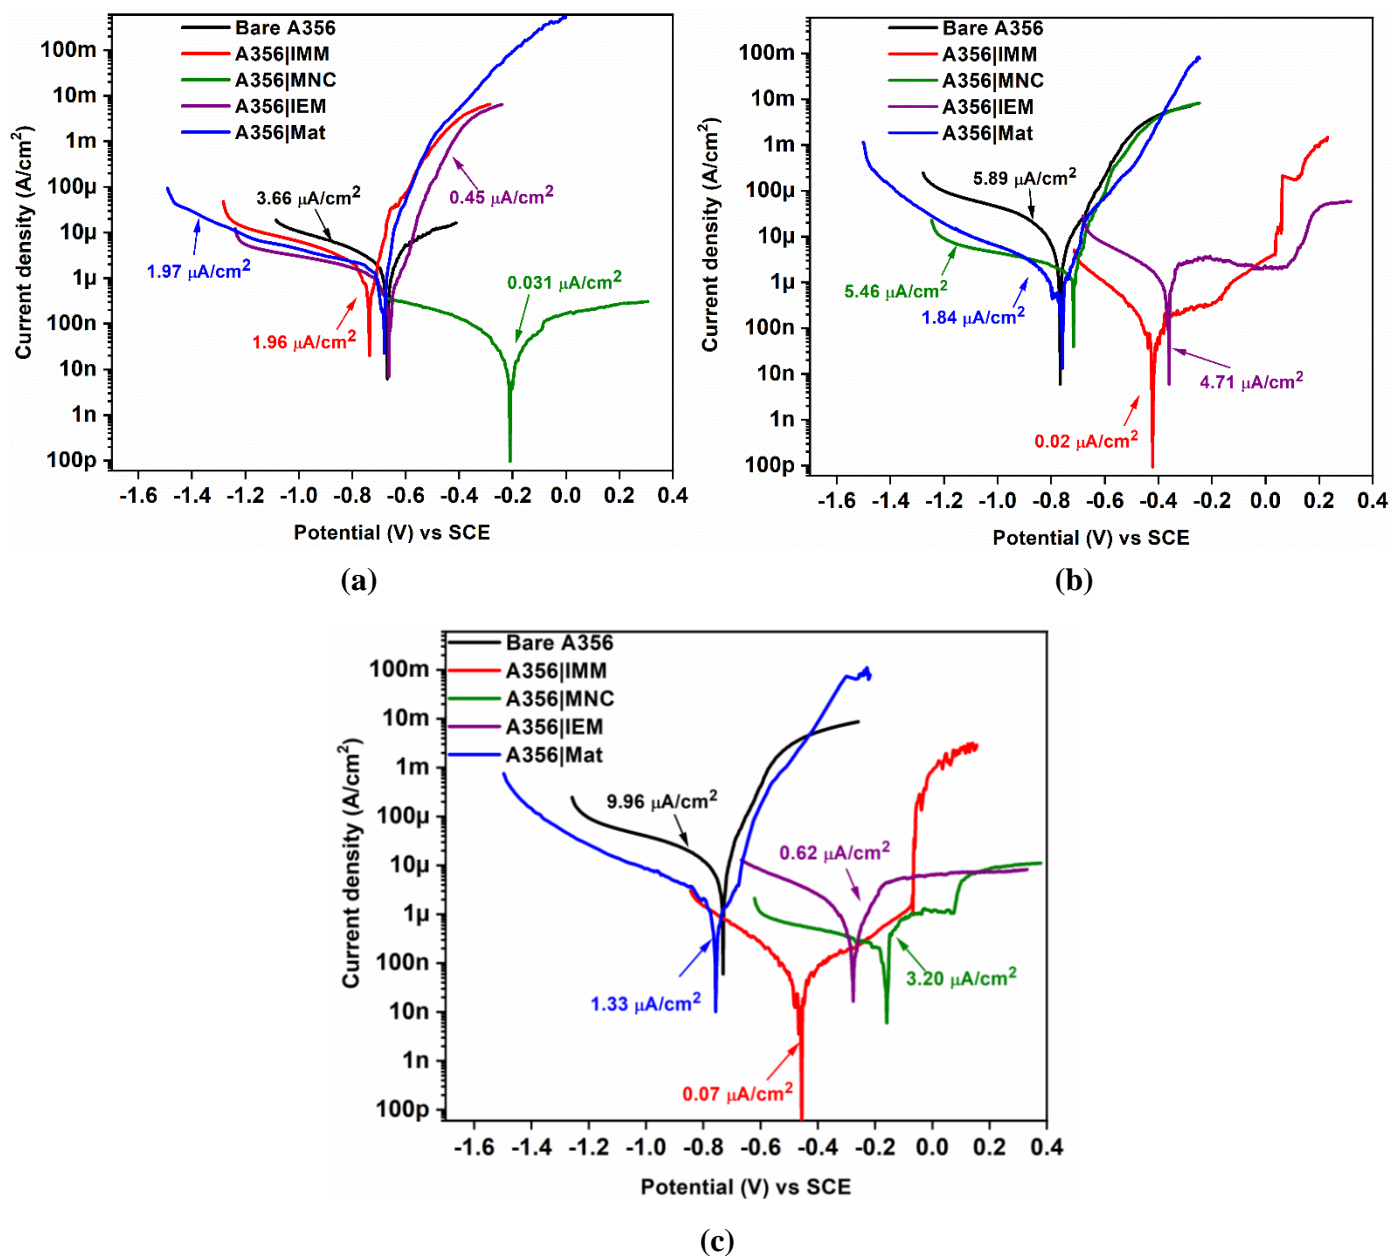 Bare A356
A356|IMM
A356|MNC
A356|IEM
A356|Mat
100m
10m
1m
100µ
10µ
1µ
100n
10n
1n
100p
Current density (A/cm²)
3.66 µA/cm²
0.45 µA/cm²
1.97 µA/cm²
0.031 µA/cm²
1.96 µA/cm²
-1.6 -1.4 -1.2 -1.0 -0.8 -0.6 -0.4 -0.2 0.0 0.2 0.4
Potential (V) vs SCE
(a)
Bare A356
A356|IMM
A356|MNC
A356|IEM
A356|Mat
100m
10m
1m
100µ
10µ
1µ
100n
10n
1n
100p
Current density (A/cm²)
5.89 µA/cm²
5.46 µA/cm²
1.84 µA/cm²
4.71 µA/cm²
0.02 µA/cm²
-1.6 -1.4 -1.2 -1.0 -0.8 -0.6 -0.4 -0.2 0.0 0.2 0.4
Potential (V) vs SCE
(b)
Bare A356
A356|IMM
A356|MNC
A356|IEM
A356|Mat
100m
10m
1m
100µ
10µ
1µ
100n
10n
1n
100p
Current density (A/cm²)
9.96 µA/cm²
0.62 µA/cm²
3.20 µA/cm²
1.33 µA/cm²
0.07 µA/cm²
-1.6 -1.4 -1.2 -1.0 -0.8 -0.6 -0.4 -0.2 0.0 0.2 0.4
Potential (V) vs SCE
(c)